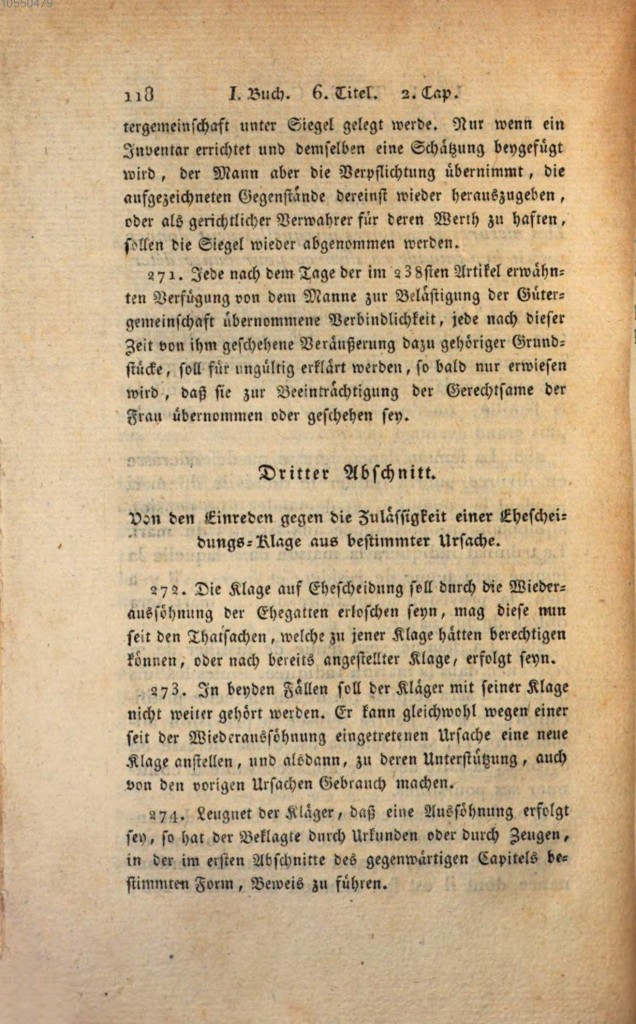 10550479
118 I. Buch. 6. Titel. 2. Cap.
tergemeinschaft unter Siegel gelegt werde. Nur wenn ein
Inventar errichtet und demselben eine Schätzung beygefügt
wird, der Mann aber die Verpflichtung übernimmt, die
aufgezeichneten Gegenstände dereinst wieder herauszugeben,
oder als gerichtlicher Verwahrer für deren Werth zu haften,
sollen die Siegel wieder abgenommen werden.
271. Jede nach dem Tage der im 238sten Artikel erwähn-
ten Verfügung von dem Manne zur Belästigung der Güter-
gemeinschaft übernommene Verbindlichkeit, jede nach dieser
Zeit von ihm geschehene Veräußerung dazu gehöriger Grund-
stücke, soll für ungültig erklärt werden, so bald nur erwiesen
wird, daß sie zur Beeinträchtigung der Gerechtsame der
Frau übernommen oder geschehen sey.
Dritter Abschnitt.
Von den Einreden gegen die Zulässigkeit einer Eheschei-
dungs-Klage aus bestimmter Ursache.
272. Die Klage auf Ehescheidung soll durch die Wieder-
aussöhnung der Ehegatten erloschen seyn, mag diese nun
seit den Thatsachen, welche zu jener Klage hätten berechtigen
können, oder nach bereits angestellter Klage, erfolgt seyn.
273. In beyden Fällen soll der Kläger mit seiner Klage
nicht weiter gehört werden. Er kann gleichwohl wegen einer
seit der Wiederaussöhnung eingetretenen Ursache eine neue
Klage anstellen, und alsdann, zu deren Unterstützung, auch
von den vorigen Ursachen Gebrauch machen.
274. Leugnet der Kläger, daß eine Aussöhnung erfolgt
sey, so hat der Beklagte durch Urkunden oder durch Zeugen,
in der im ersten Abschnitte des gegenwärtigen Capitels be-
stimmten Form, Beweis zu führen.